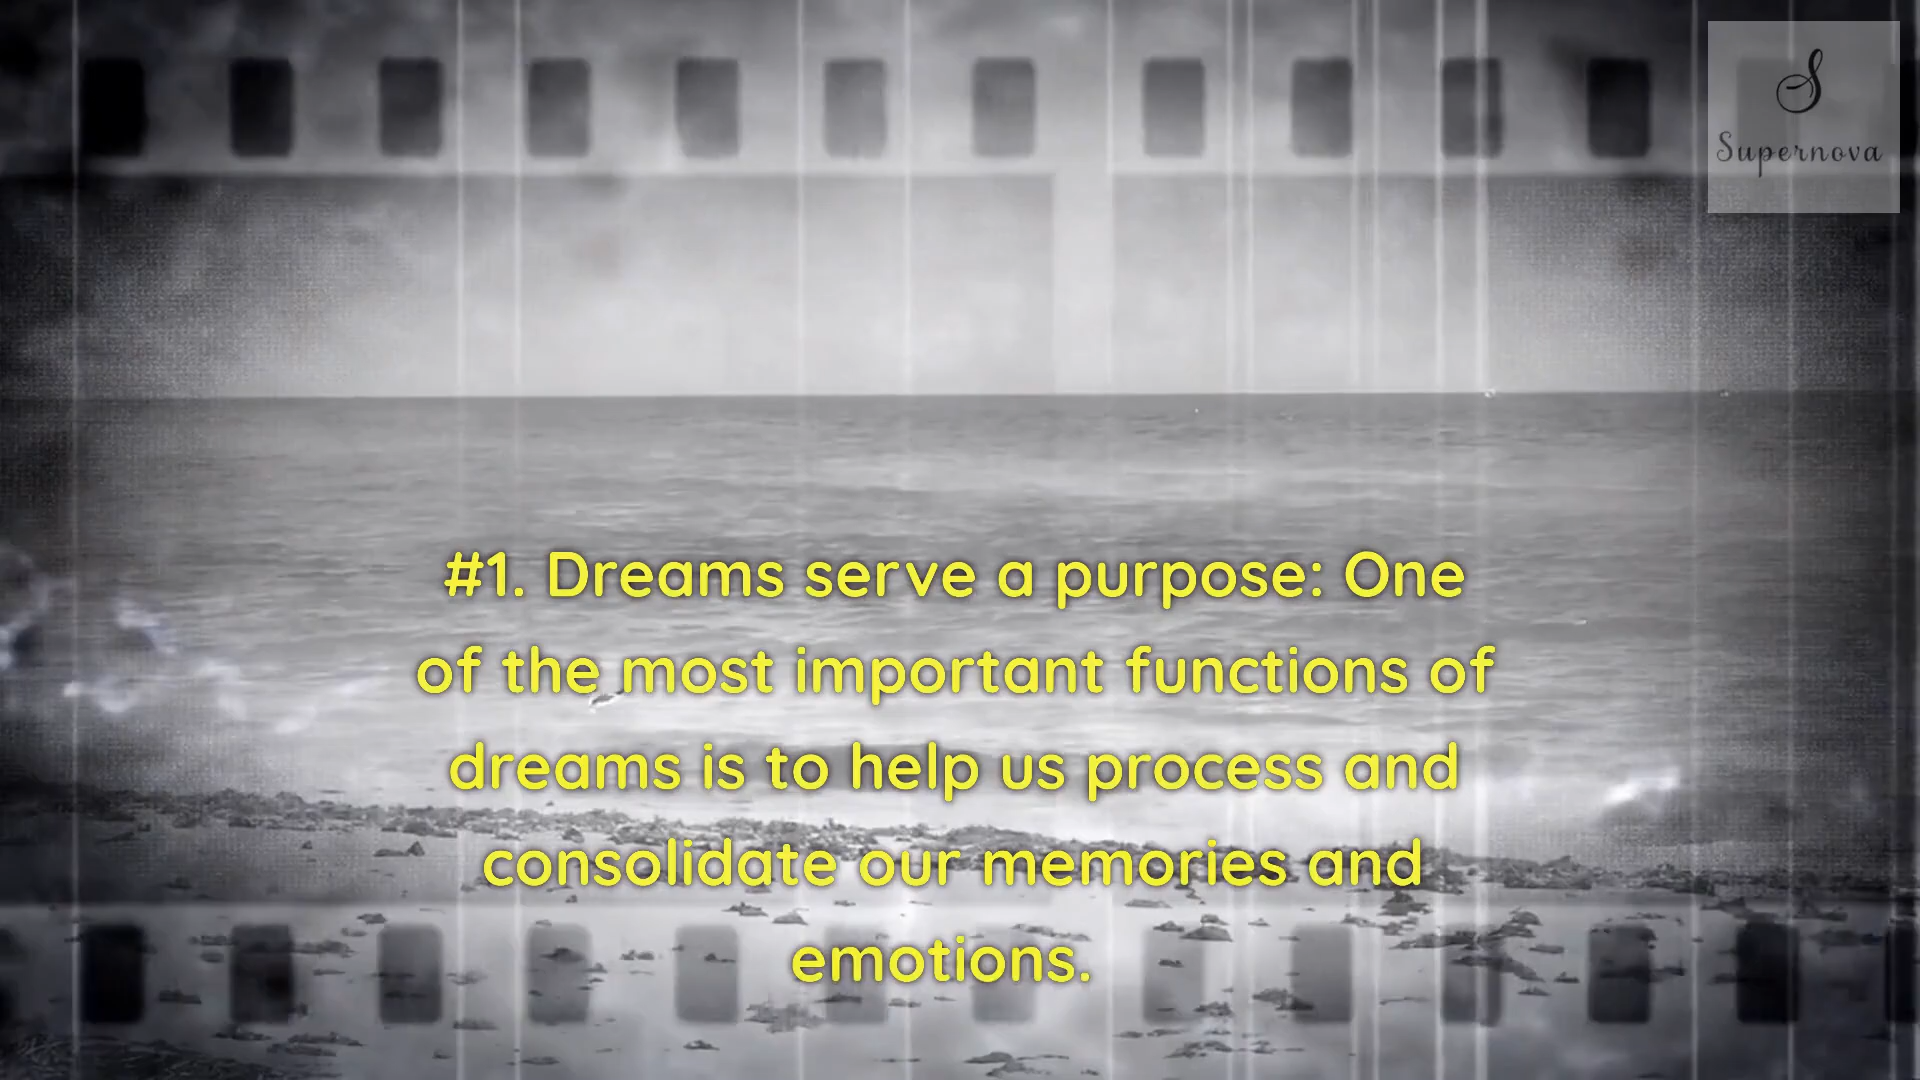 S
Supernova
#1. Dreams serve a purpose: One
of the most important functions of
dreams is to help us process and
consolidate our memories and
emotions.